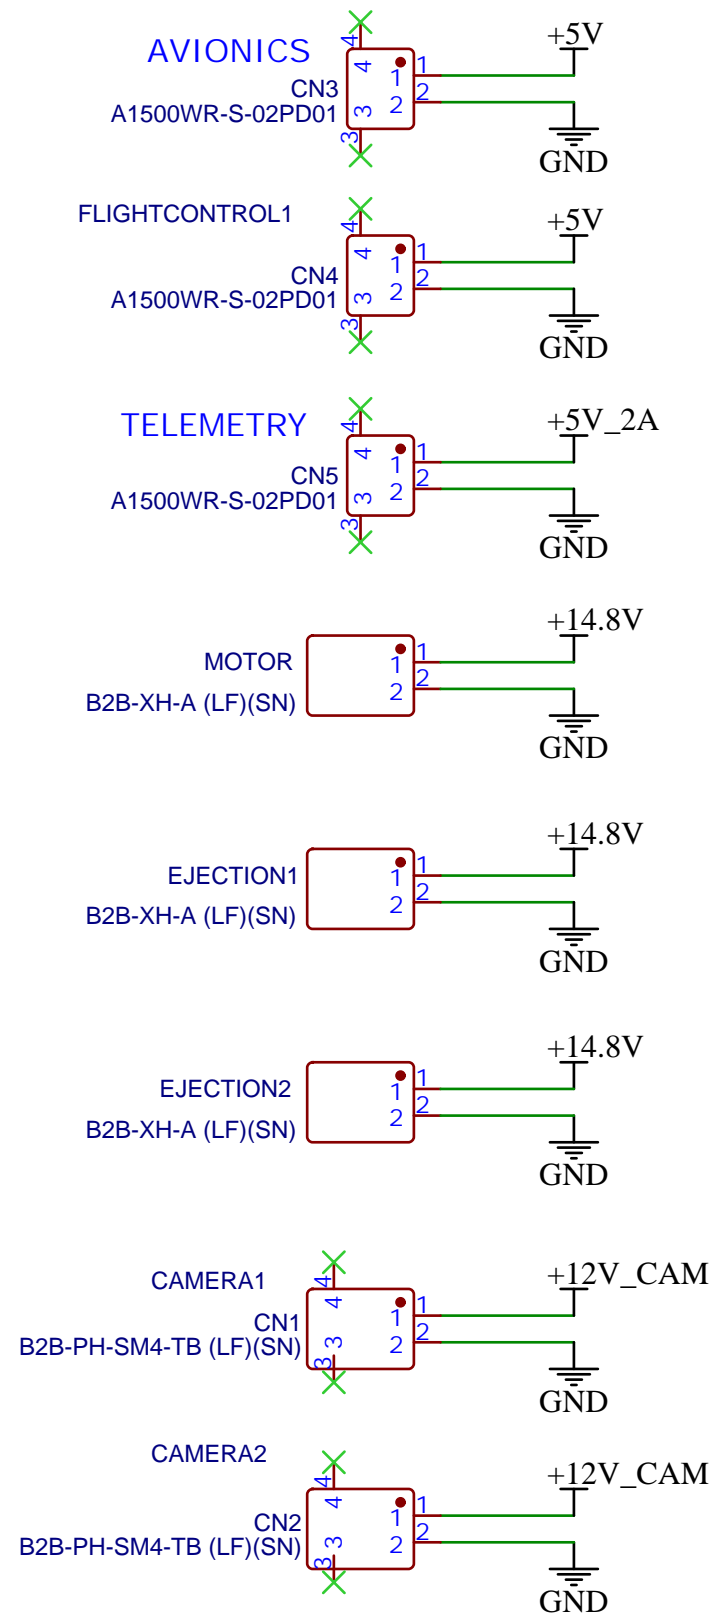 +5V
AVIONICS
4
4
1
1
CN3
2
2
A1500WR-S-02PD01
3
3
GND
FLIGHTCONTROL1
+5V
4
4
1
1
CN4
2
2
A1500WR-S-02PD01
3
3
GND
TELEMETRY
+5V_2A
4
4
1
1
CN5
2
2
A1500WR-S-02PD01
3
3
GND
+14.8V
MOTOR
1
1
2
2
B2B-XH-A (LF)(SN)
GND
+14.8V
EJECTION1
1
1
2
2
B2B-XH-A (LF)(SN)
GND
+14.8V
EJECTION2
1
1
2
2
B2B-XH-A (LF)(SN)
GND
CAMERA1
+12V_CAM
4
4
1
1
CN1
2
2
B2B-PH-SM4-TB (LF)(SN)
3
3
GND
CAMERA2
+12V_CAM
4
4
1
1
CN2
2
2
B2B-PH-SM4-TB (LF)(SN)
3
3
GND